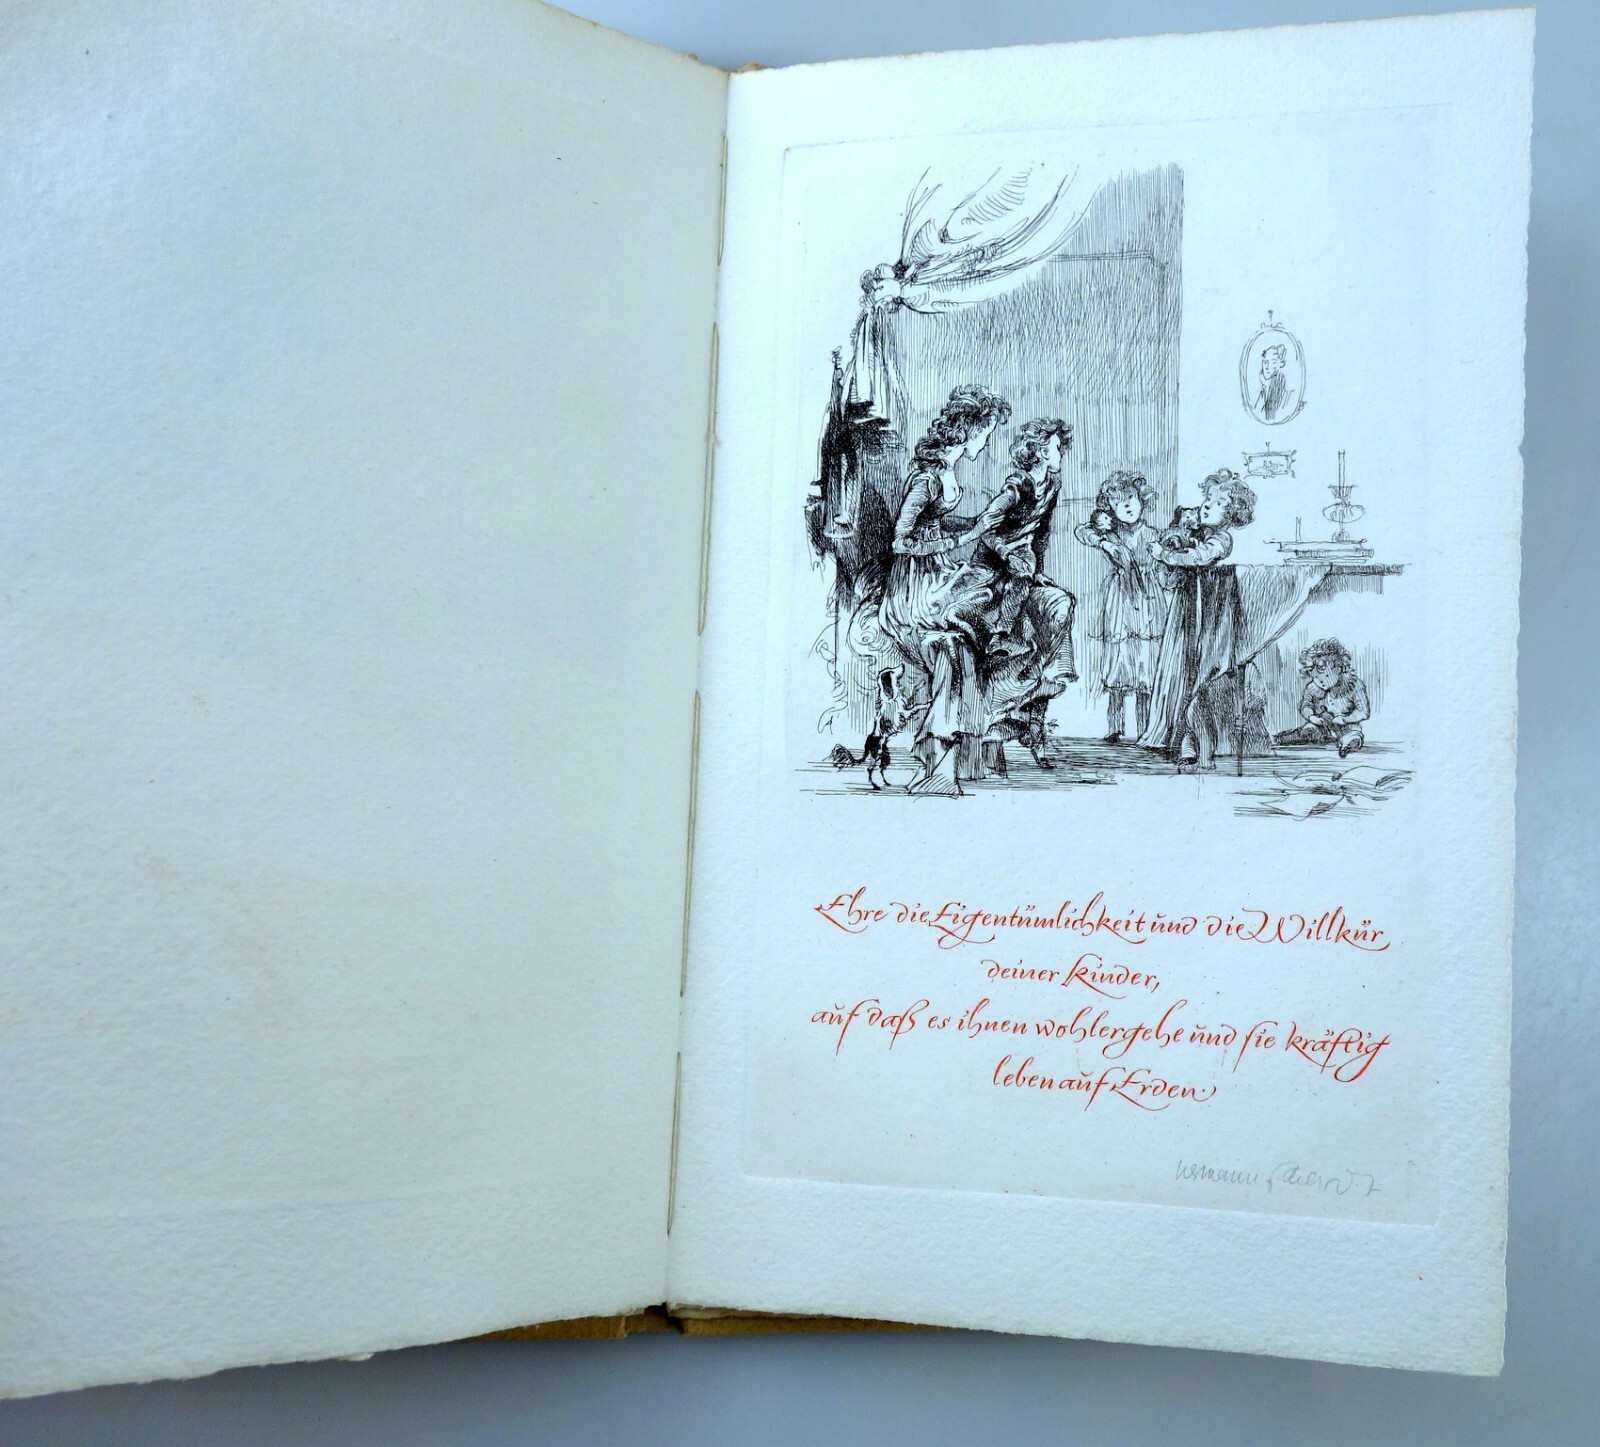 Ehre die Eigentümlichkeit und die Willkür
deiner Kinder,
auf daß es ihnen wohlergehe und sie kräftig
leben auf Erden.
Hermann